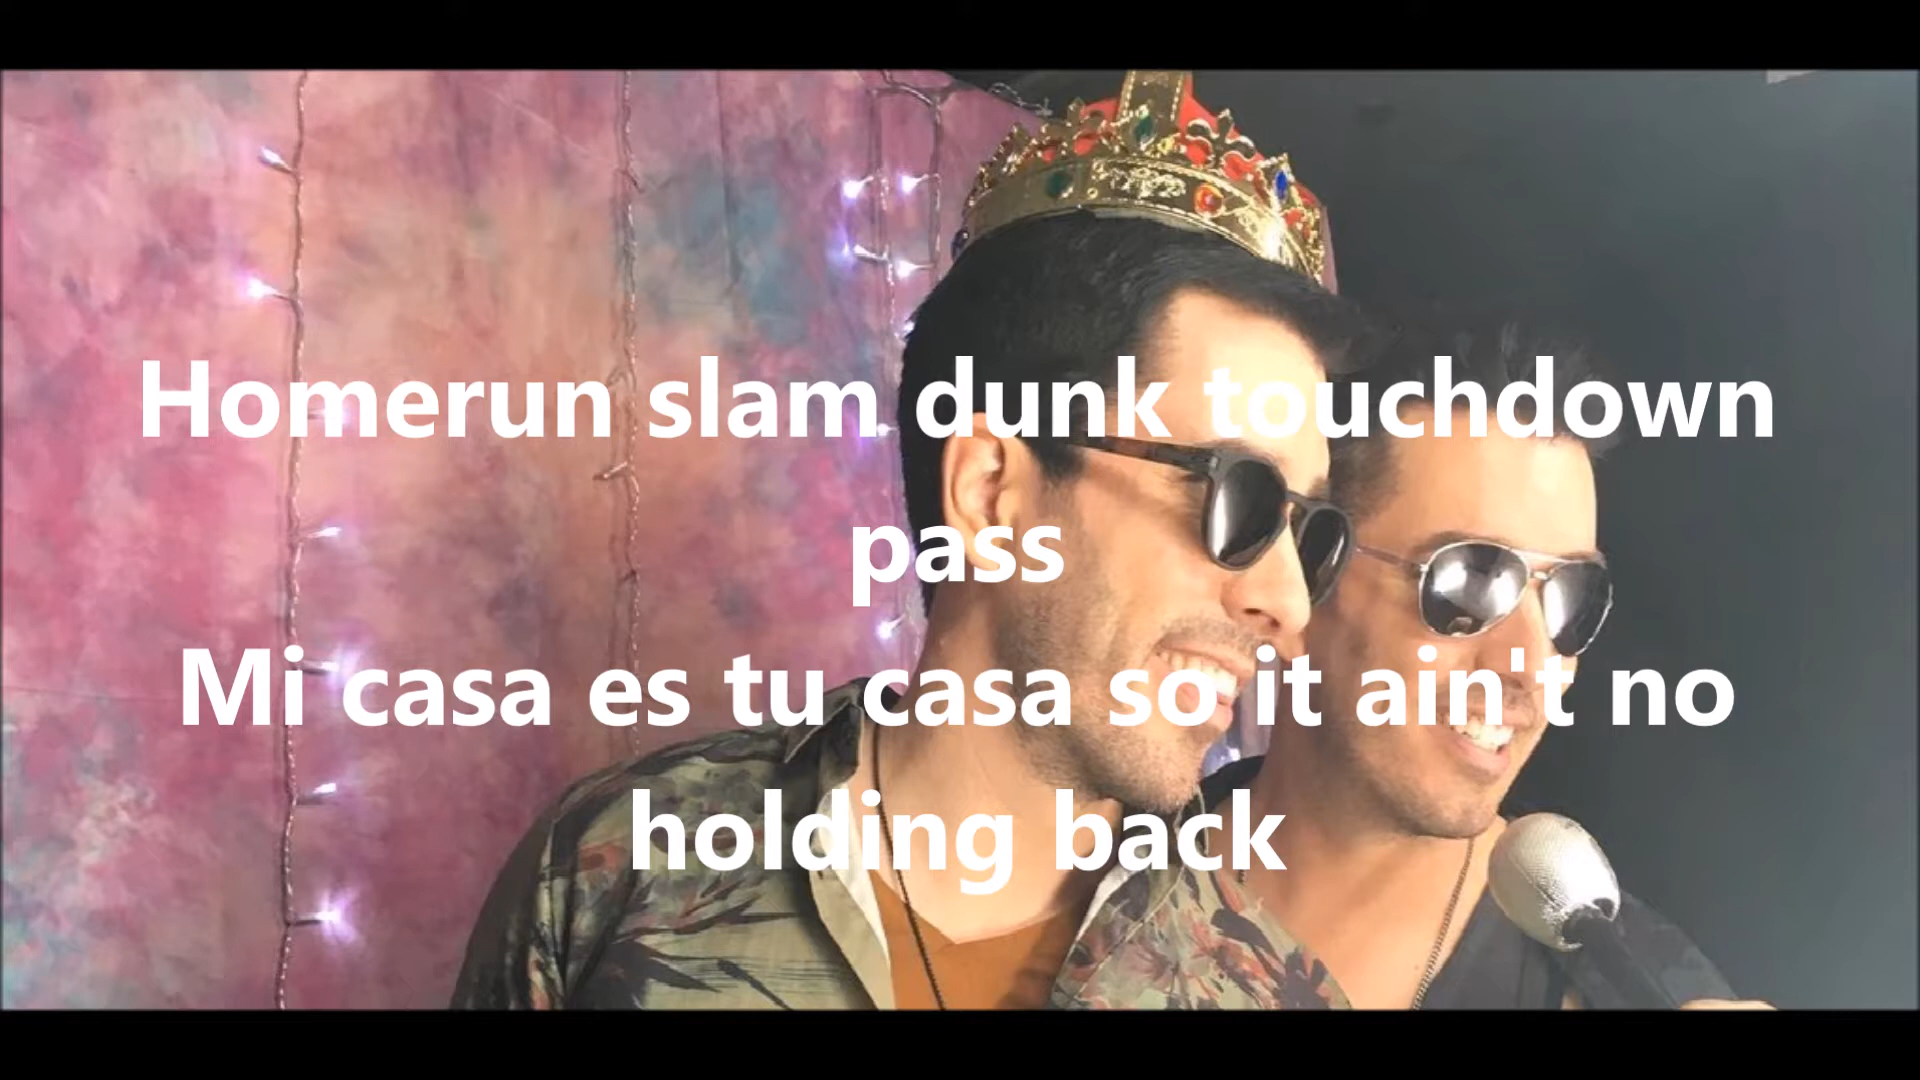 Homerun slam dunk touchdown
pass
Mi casa es tu casa so it ain't no
holding back